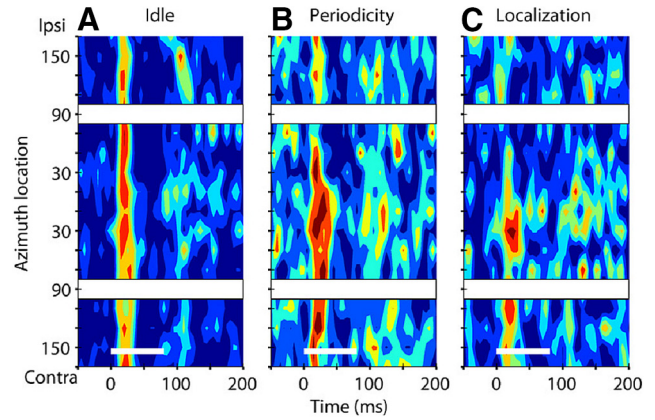 A Idle B Periodicity C Localization
Ipsi
150
90
30
30
90
150
Contra
Azimuth location
0 100 200 0 100 200 0 100 200
Time (ms)